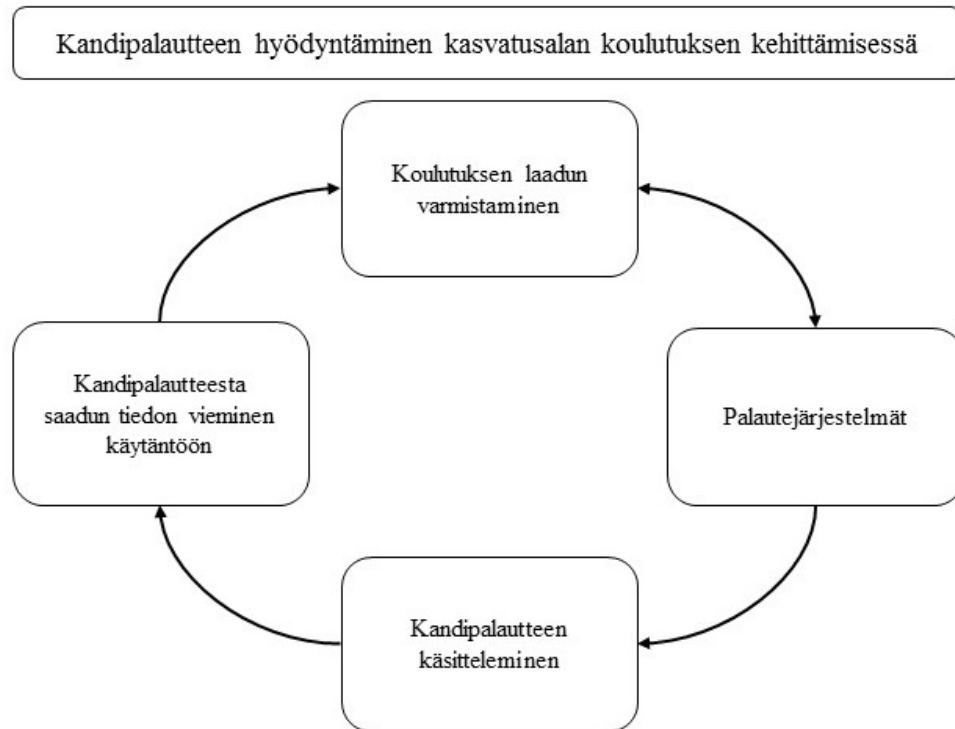 Kandipalautteen hyödyntäminen kasvatusalan koulutuksen kehittämisessä
Koulutuksen laadun
varmistaminen
Palautejärjestelmät
Kandipalautteen
käsitteleminen
Kandipalautteesta
saadun tiedon vieminen
käytäntöön